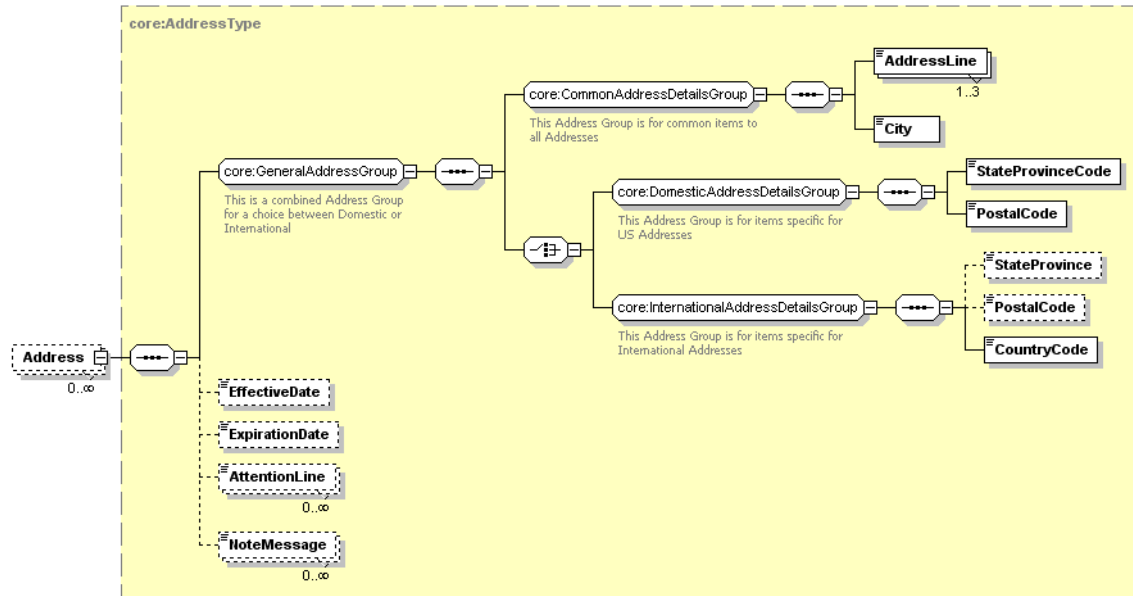 core:AddressType
AddressLine
1..3
core:CommonAddressDetailsGroup
This Address Group is for common items to
all Addresses
City
core:GeneralAddressGroup
This is a combined Address Group
for a choice between Domestic or
International
core:DomesticAddressDetailsGroup
This Address Group is for items specific for
US Addresses
StateProvinceCode
PostalCode
StateProvince
core:InternationalAddressDetailsGroup
This Address Group is for items specific for
International Addresses
PostalCode
CountryCode
Address
0..∞
EffectiveDate
ExpirationDate
AttentionLine
0..∞
NoteMessage
0..∞